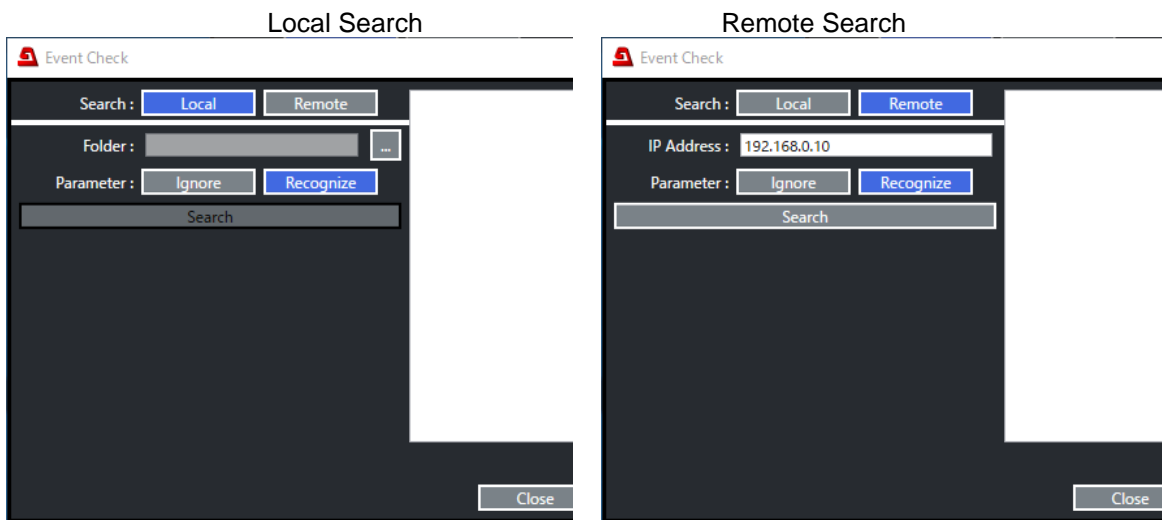 Local Search
Event Check
Search : Local Remote
Folder : ...
Parameter : Ignore Recognize
Search
Close
Remote Search
Event Check
Search : Local Remote
IP Address : 192.168.0.10
Parameter : Ignore Recognize
Search
Close